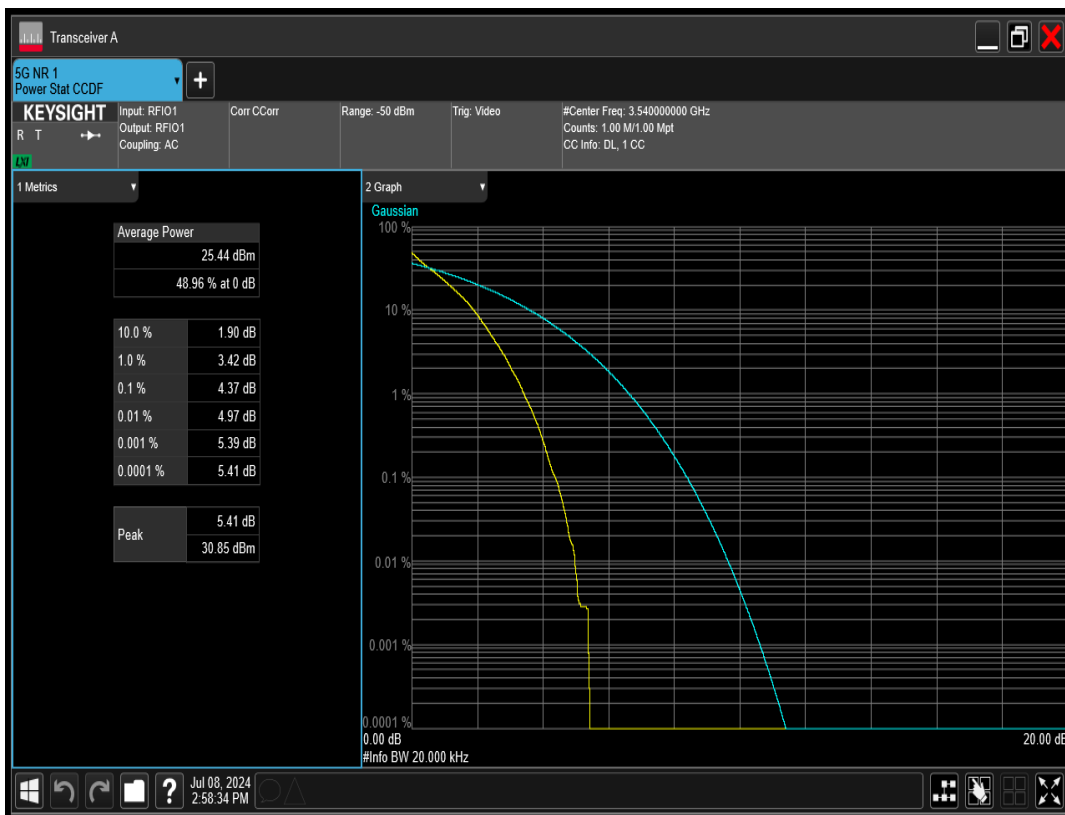 Transceiver A
5G NR 1
Power Stat CCDF
+
KEYSIGHT
R T
LXI
Input: RFIO1
Output: RFIO1
Coupling: AC
Corr CCorr
Range: -50 dBm
Trig: Video
#Center Freq: 3.540000000 GHz
Counts: 1.00 M/1.00 Mpt
CC Info: DL, 1 CC
1 Metrics
Average Power
25.44 dBm
48.96 % at 0 dB
10.0 % 1.90 dB
1.0 % 3.42 dB
0.1 % 4.37 dB
0.01 % 4.97 dB
0.001 % 5.39 dB
0.0001 % 5.41 dB
Peak
5.41 dB
30.85 dBm
2 Graph
Gaussian
100 %
10 %
1 %
0.1 %
0.01 %
0.001 %
0.0001 %
0.00 dB 20.00 dB
#Info BW 20.000 kHz
?
Jul 08, 2024
2:58:34 PM